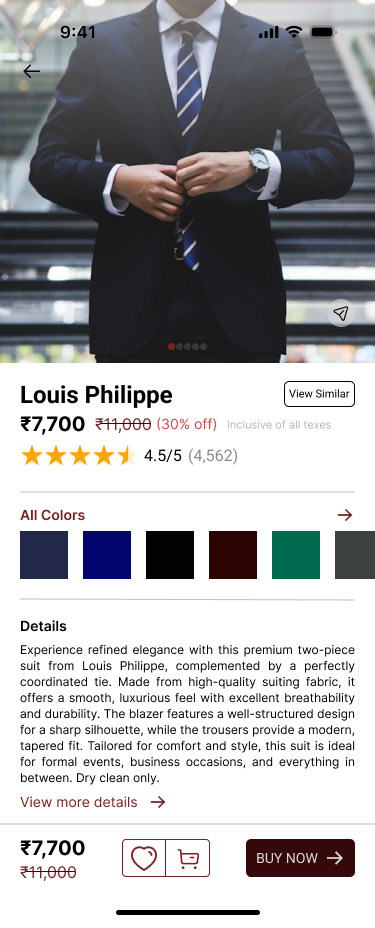 9:41
Louis Philippe
View Similar
₹7,700 ₹11,000 (30% off) Inclusive of all texes
4.5/5 (4,562)
All Colors
Details
Experience refined elegance with this premium two-piece
suit from Louis Philippe, complemented by a perfectly
coordinated tie. Made from high-quality suiting fabric, it
offers a smooth, luxurious feel with excellent breathability
and durability. The blazer features a well-structured design
for a sharp silhouette, while the trousers provide a modern,
tapered fit. Tailored for comfort and style, this suit is ideal
for formal events, business occasions, and everything in
between. Dry clean only.
View more details
₹7,700
₹11,000
BUY NOW